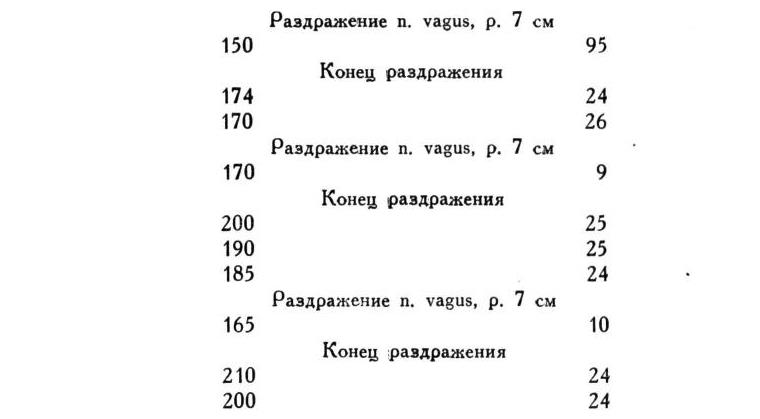 Раздражение n. vagus, р. 7 см
150 95
Конец раздражения
174 24
170 26
Раздражение n. vagus, р. 7 см
170 9
Конец раздражения
200 25
190 25
185 24
Раздражение n. vagus, р. 7 см
165 10
Конец раздражения
210 24
200 24